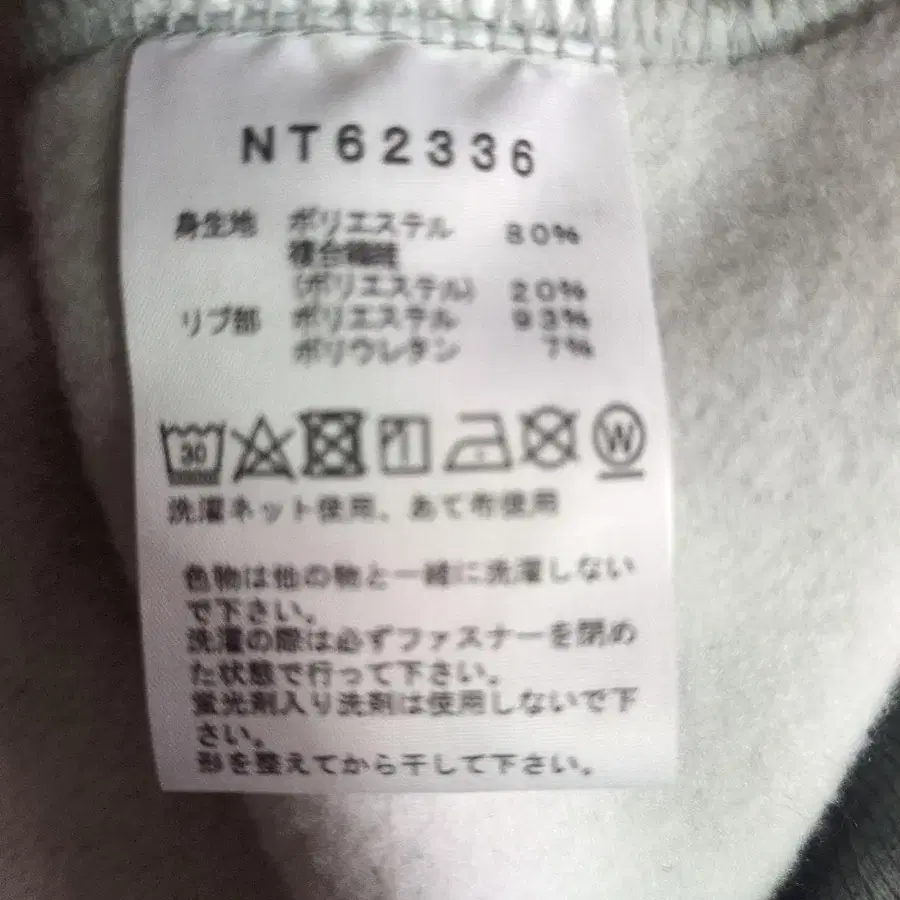 NT62336
身生地 ポリエステル 80%
複合繊維
(ポリエステル) 20%
リブ部 ポリエステル 93%
ポリウレタン 7%
30 W
洗濯ネット使用、あて布使用
色物は他の物と一緒に洗濯しない
で下さい。
洗濯の際は必ずファスナーを閉め
た状態で行って下さい。
蛍光剤入り洗剤は使用しないで下
さい。
形を整えてから干して下さい。